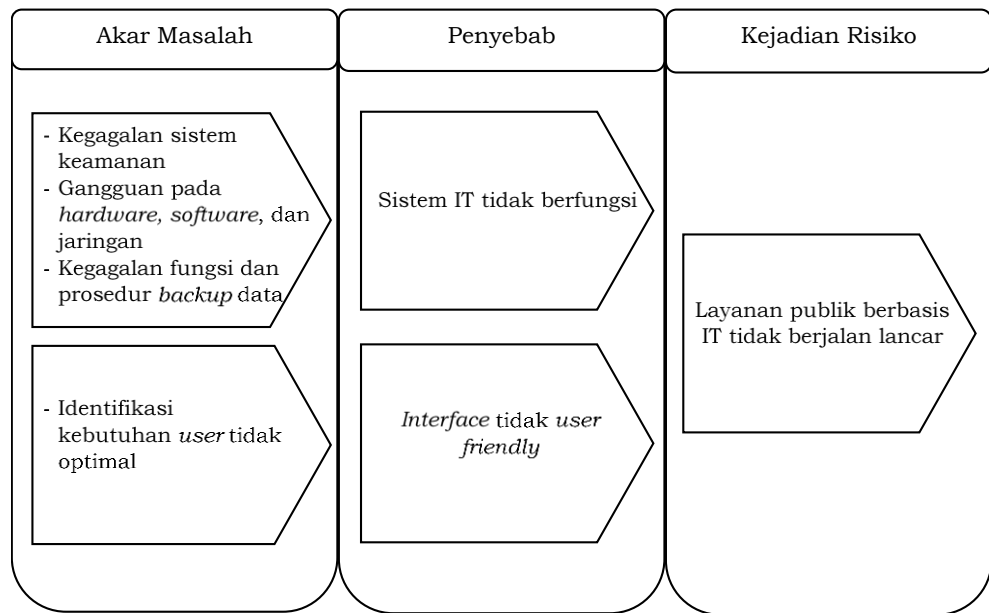 Akar Masalah
Penyebab
Kejadian Risiko
- Kegagalan sistem
keamanan
- Gangguan pada
hardware, software, dan
jaringan
- Kegagalan fungsi dan
prosedur backup data
Sistem IT tidak berfungsi
Layanan publik berbasis
IT tidak berjalan lancar
- Identifikasi
kebutuhan user tidak
optimal
Interface tidak user
friendly